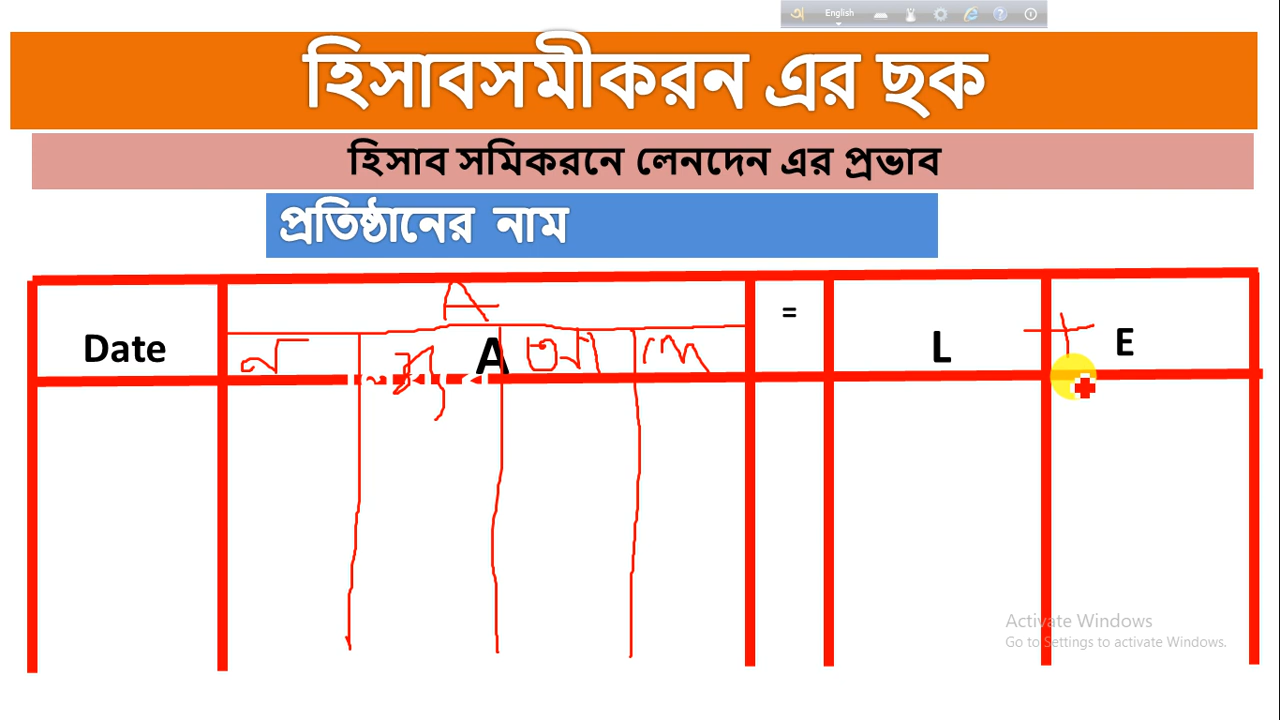 English
হিসাবসমীকরন এর ছক
হিসাব সমিকরনে লেনদেন এর প্রভাব
প্রতিষ্ঠানের নাম
A
Date A = L + E
Activate Windows
Go to Settings to activate Windows.